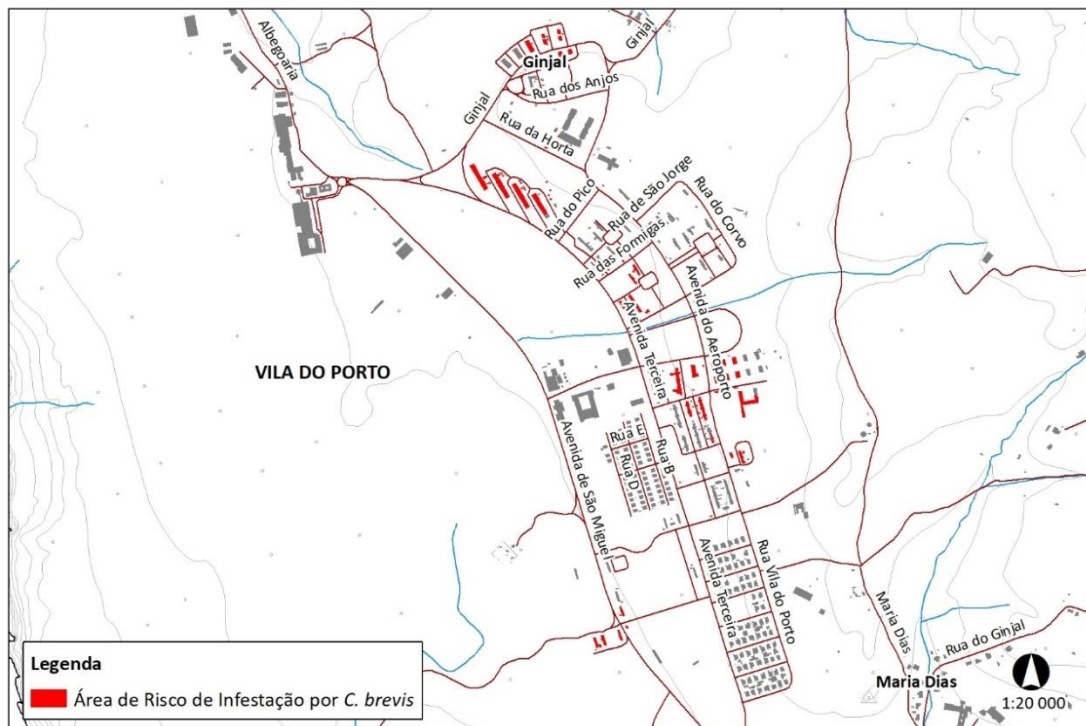 Albegoaria
Ginjal
Ginjal
Rua dos Anjos
Ginjal
Rua da Horta
Rua do Pico
Rua de São Jorge
Rua do Corvo
Rua das Formigas
Avenida Terceira
Avenida do Aeroporto
VILA DO PORTO
Avenida de São Miguel
Rua E
Rua D
Rua B
Avenida Terceira
Rua Vila do Porto
Maria Dias
Rua do Ginjal
Maria Dias
Legenda
Área de Risco de Infestação por C. brevis
1:20 000